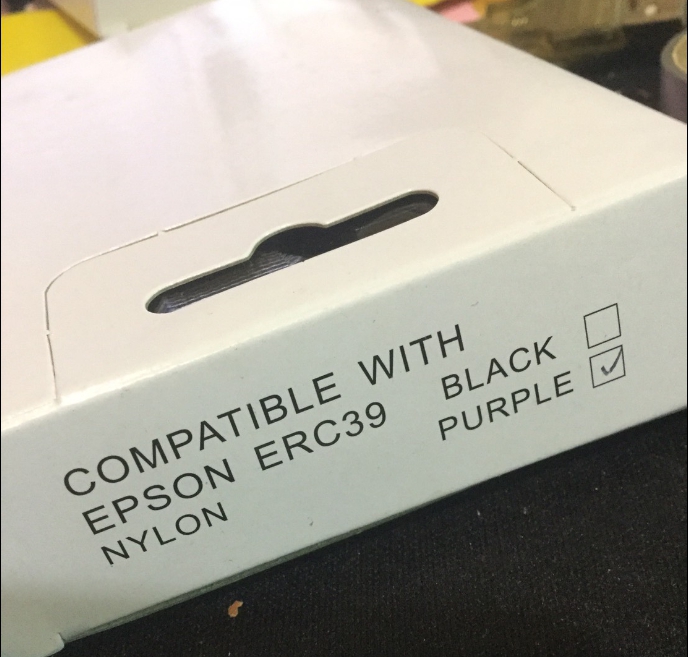 COMPATIBLE WITH
EPSON ERC39
NYLON
BLACK
PURPLE